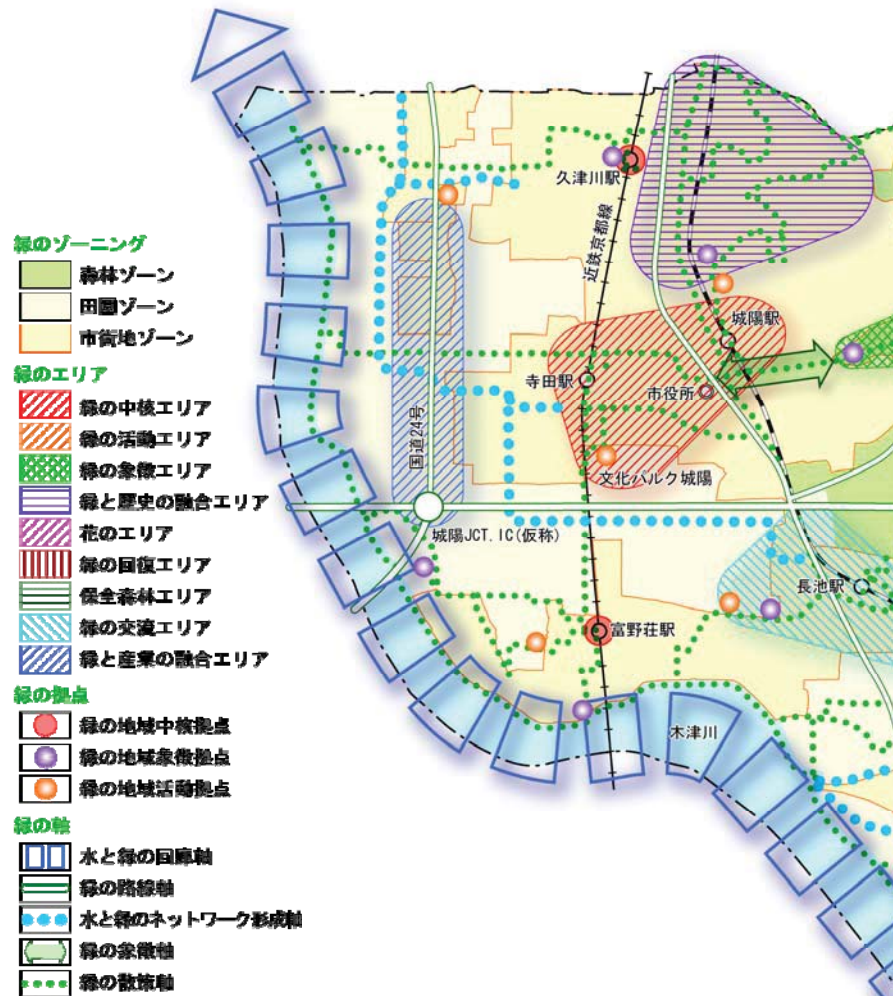 緑のゾーニング
森林ゾーン
田園ゾーン
市街地ゾーン
緑のエリア
緑の中核エリア
緑の活動エリア
緑の象徴エリア
緑と歴史の融合エリア
花のエリア
緑の回復エリア
保全森林エリア
緑の交流エリア
緑と産業の融合エリア
緑の拠点
緑の地域中核拠点
緑の地域象徴拠点
緑の地域活動拠点
緑の軸
水と緑の回廊軸
緑の路線軸
水と緑のネットワーク形成軸
緑の象徴軸
緑の散策軸
久津川駅
近鉄京都線
城陽駅
寺田駅
市役所
国道24号
文化パルク城陽
城陽JCT.IC(仮称)
長池駅
富野荘駅
木津川